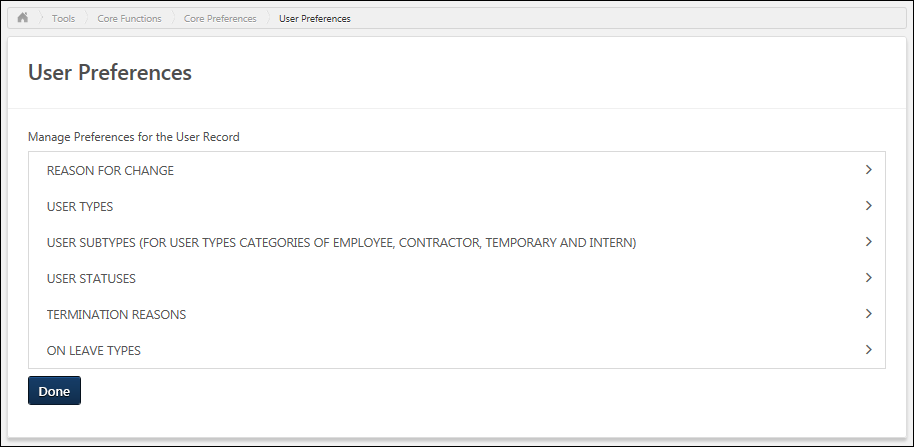 Tools Core Functions Core Preferences User Preferences
User Preferences
Manage Preferences for the User Record
REASON FOR CHANGE
USER TYPES
USER SUBTYPES (FOR USER TYPES CATEGORIES OF EMPLOYEE, CONTRACTOR, TEMPORARY AND INTERN)
USER STATUSES
TERMINATION REASONS
ON LEAVE TYPES
Done